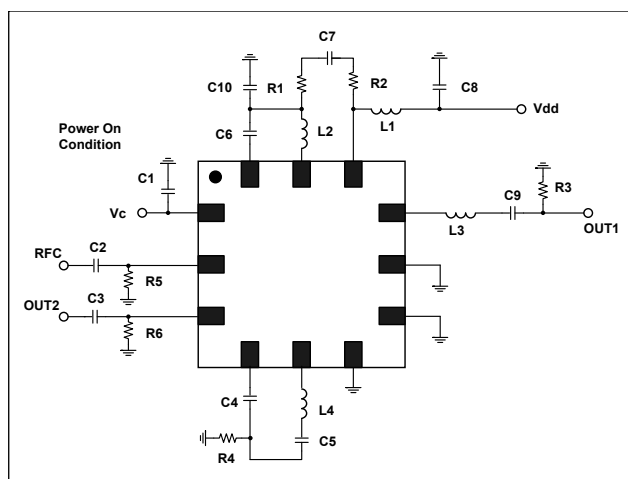 C7
C10
R1
R2
C8
Vdd
L1
Power On
Condition
C6
L2
C1
Vc
R3
C9
L3
OUT1
RFC
C2
R5
OUT2
C3
R6
C4
L4
R4
C5